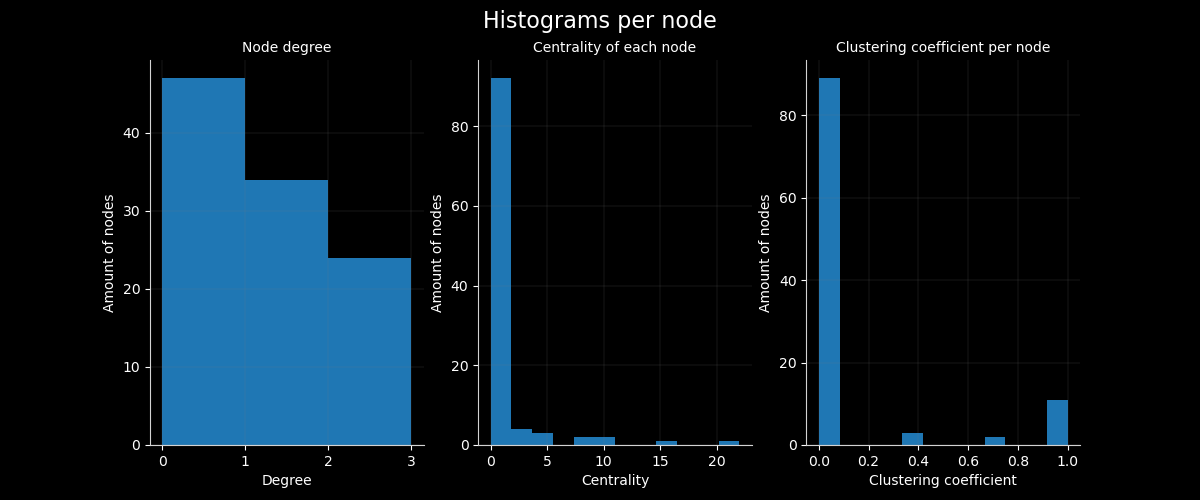 Histograms per node
Node degree
Amount of nodes
40
30
20
10
0
0 1 2 3
Degree
Centrality of each node
Amount of nodes
80
60
40
20
0
0 5 10 15 20
Centrality
Clustering coefficient per node
Amount of nodes
80
60
40
20
0
0.0 0.2 0.4 0.6 0.8 1.0
Clustering coefficient